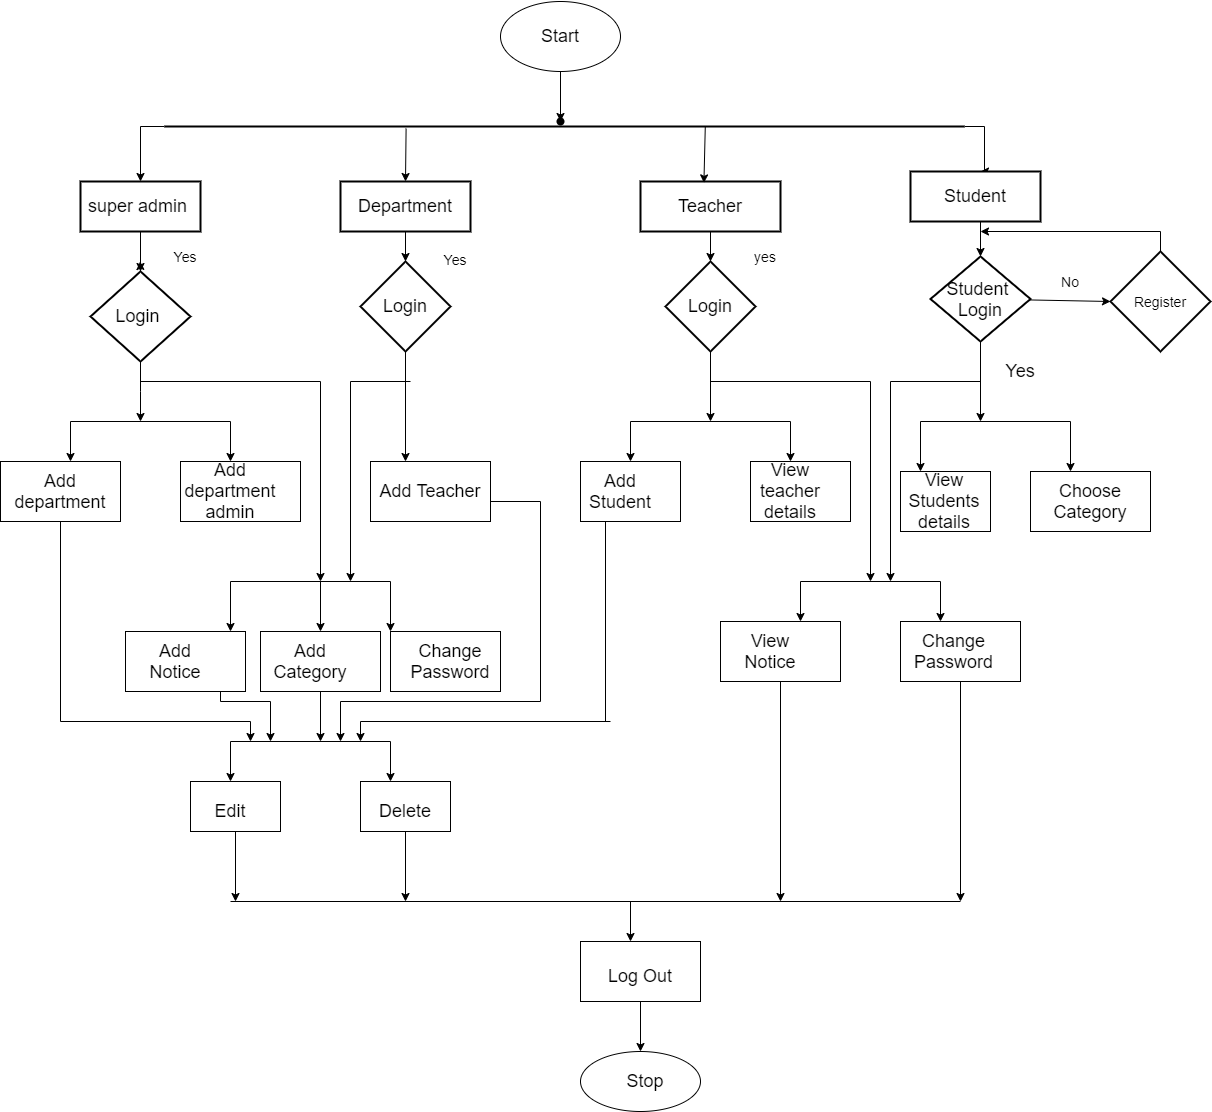 Start
super admin
Department
Teacher
Student
Yes
Yes
yes
Login
Login
Login
Student
Login
No
Register
Yes
Add
department
Add
department
admin
Add Teacher
Add
Student
View
teacher
details
View
Students
details
Choose
Category
Add
Notice
Add
Category
Change
Password
View
Notice
Change
Password
Edit
Delete
Log Out
Stop